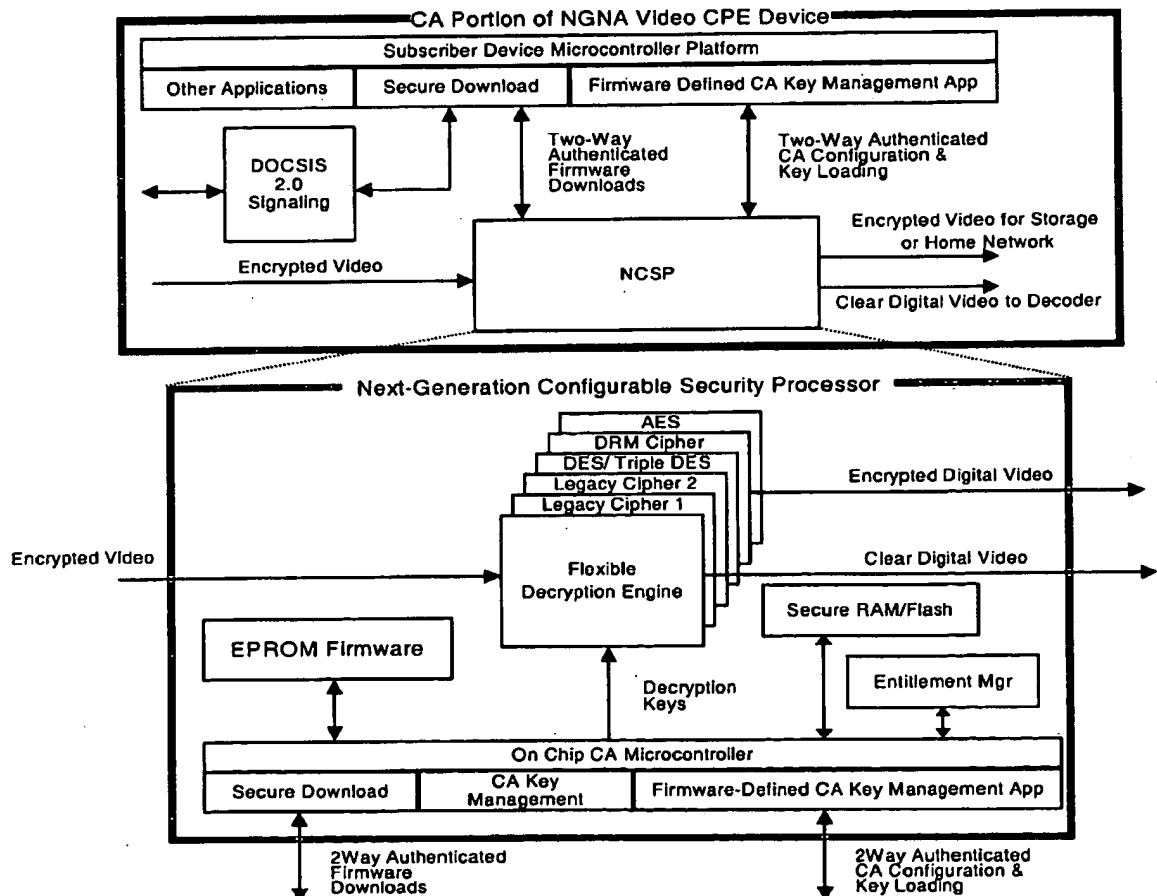 CA Portion of NGNA Video CPE Device
Subscriber Device Microcontroller Platform
Other Applications
Secure Download
Firmware Defined CA Key Management App
DOCSIS
2.0
Signaling
Two-Way
Authenticated
Firmware
Downloads
Two-Way Authenticated
CA Configuration &
Key Loading
Encrypted Video
NCSP
Encrypted Video for Storage
or Home Network
Clear Digital Video to Decoder
Next-Generation Configurable Security Processor
AES
DRM Cipher
DES/ Triple DES
Legacy Cipher 2
Legacy Cipher 1
Encrypted Digital Video
Encrypted Video
Flexible
Decryption Engine
Clear Digital Video
Secure RAM/Flash
EPROM Firmware
Decryption
Keys
Entitlement Mgr
On Chip CA Microcontroller
Secure Download
CA Key
Management
Firmware-Defined CA Key Management App
2Way Authenticated
Firmware
Downloads
2Way Authenticated
CA Configuration &
Key Loading